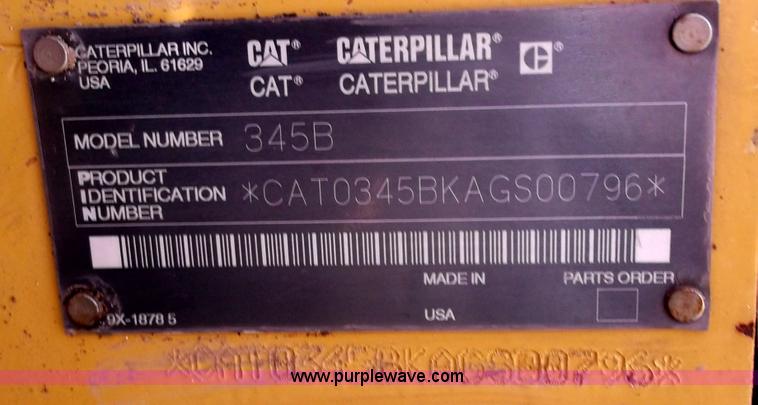 CATERPILLAR INC.
PEORIA, IL. 61629
USA
CAT® CATERPILLAR®
CAT® CATERPILLAR®
MODEL NUMBER 345B
PRODUCT
IDENTIFICATION
NUMBER
*CAT0345BKAGS00796*
MADE IN
USA
PARTS ORDER
9X-1878 5
*CAT0345BKAGS00796*
www.purplewave.com